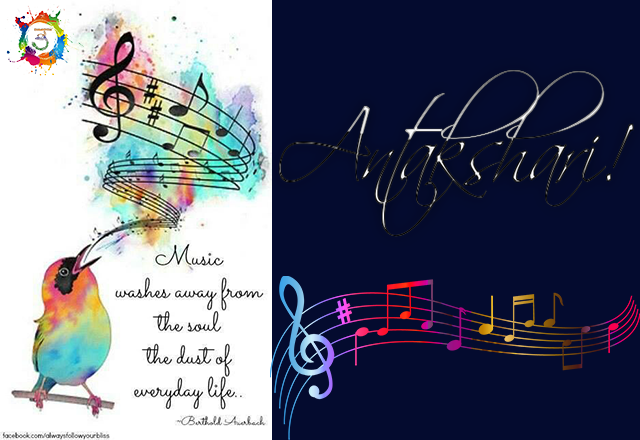 Music
washes away from
the soul
the dust of
everyday life..
~Berthold Auerbach
facebook.com/alwaysfollowyourbliss
Antakshari!